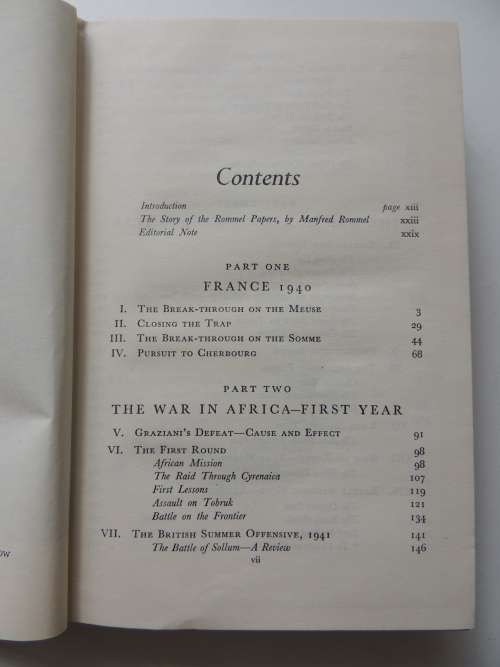 Contents
Introduction page xiii
The Story of the Rommel Papers, by Manfred Rommel xxiii
Editorial Note xxix
PART ONE
FRANCE 1940
I. The Break-through on the Meuse 3
II. Closing the Trap 29
III. The Break-through on the Somme 44
IV. Pursuit to Cherbourg 68
PART TWO
THE WAR IN AFRICA—FIRST YEAR
V. Graziani's Defeat—Cause and Effect 91
VI. The First Round 98
African Mission 98
The Raid Through Cyrenaica 107
First Lessons 119
Assault on Tobruk 121
Battle on the Frontier 134
VII. The British Summer Offensive, 1941 141
The Battle of Sollum—A Review 146
vii